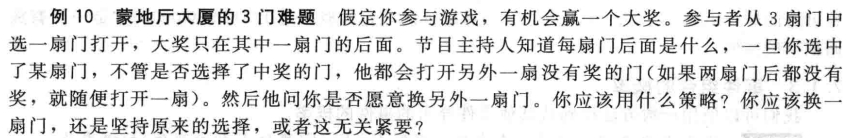 例 10 蒙地厅大厦的 3 门难题 假定你参与游戏，有机会赢一个大奖。参与者从 3 扇门中
选一扇门打开，大奖只在其中一扇门的后面。节目主持人知道每扇门后面是什么，一旦你选中
了某扇门，不管是否选择了中奖的门，他都会打开另外一扇没有奖的门(如果两扇门后都没有
奖，就随便打开一扇)。然后他问你是否愿意换另外一扇门。你应该用什么策略？你应该换一
扇门，还是坚持原来的选择，或者这无关紧要？